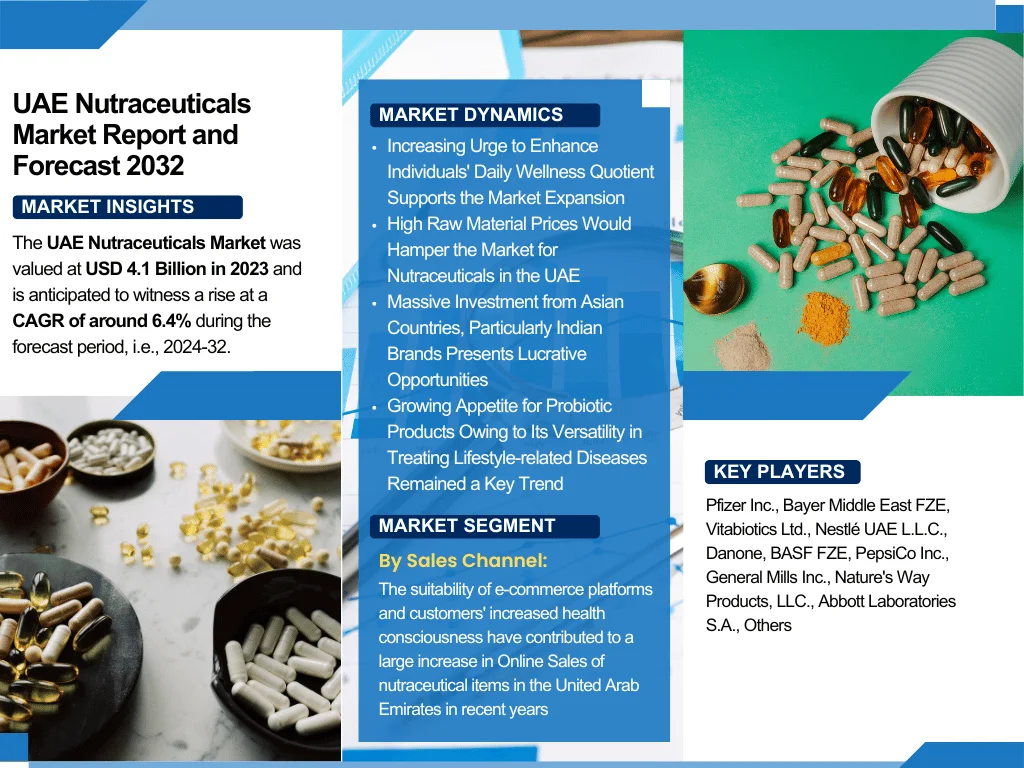 UAE Nutraceuticals
Market Report and
Forecast 2032
MARKET INSIGHTS
The UAE Nutraceuticals Market was
valued at USD 4.1 Billion in 2023 and
is anticipated to witness a rise at a
CAGR of around 6.4% during the
forecast period, i.e., 2024-32.
MARKET DYNAMICS
• Increasing Urge to Enhance
Individuals' Daily Wellness Quotient
Supports the Market Expansion
• High Raw Material Prices Would
Hamper the Market for
Nutraceuticals in the UAE
• Massive Investment from Asian
Countries, Particularly Indian
Brands Presents Lucrative
Opportunities
• Growing Appetite for Probiotic
Products Owing to Its Versatility in
Treating Lifestyle-related Diseases
Remained a Key Trend
MARKET SEGMENT
By Sales Channel:
The suitability of e-commerce platforms
and customers' increased health
consciousness have contributed to a
large increase in Online Sales of
nutraceutical items in the United Arab
Emirates in recent years
KEY PLAYERS
Pfizer Inc., Bayer Middle East FZE,
Vitabiotics Ltd., Nestlé UAE L.L.C.,
Danone, BASF FZE, PepsiCo Inc.,
General Mills Inc., Nature's Way
Products, LLC., Abbott Laboratories
S.A., Others